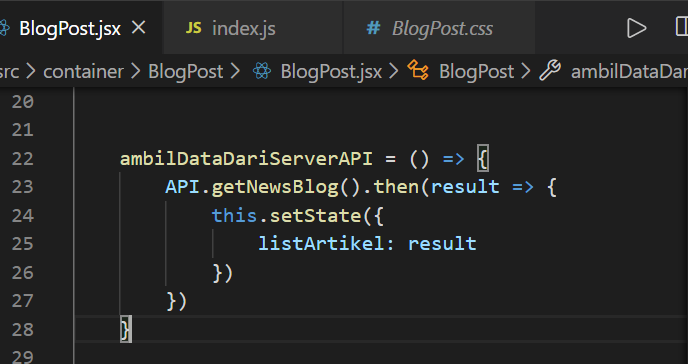 BlogPost.jsx JS index.js # BlogPost.css
src > container > BlogPost > BlogPost.jsx > BlogPost > ambilDataDar
20
21
22 ambilDataDariServerAPI = () => {
23 API.getNewsBlog().then(result => {
24 this.setState({
25 listArtikel: result
26 })
27 })
28 }
29